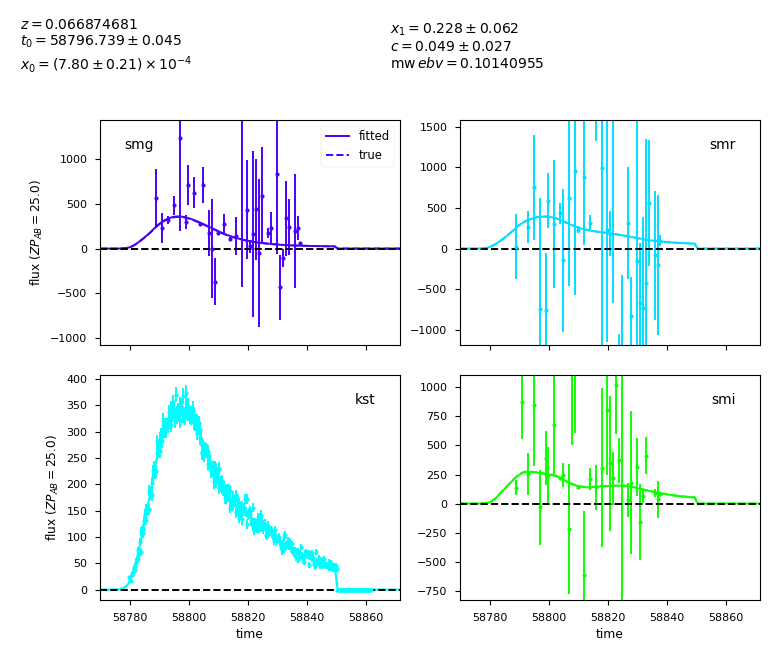 z = 0.066874681
t₀ = 58796.739 ± 0.045
x₀ = (7.80 ± 0.21) × 10⁻⁴
x₁ = 0.228 ± 0.062
c = 0.049 ± 0.027
mw ebv = 0.10140955
smg
fitted
true
1000
500
0
−500
−1000
flux (ZP_AB = 25.0)
smr
1500
1000
500
0
−500
−1000
kst
400
350
300
250
200
150
100
50
0
flux (ZP_AB = 25.0)
58780 58800 58820 58840 58860
time
smi
1000
750
500
250
0
−250
−500
−750
58780 58800 58820 58840 58860
time